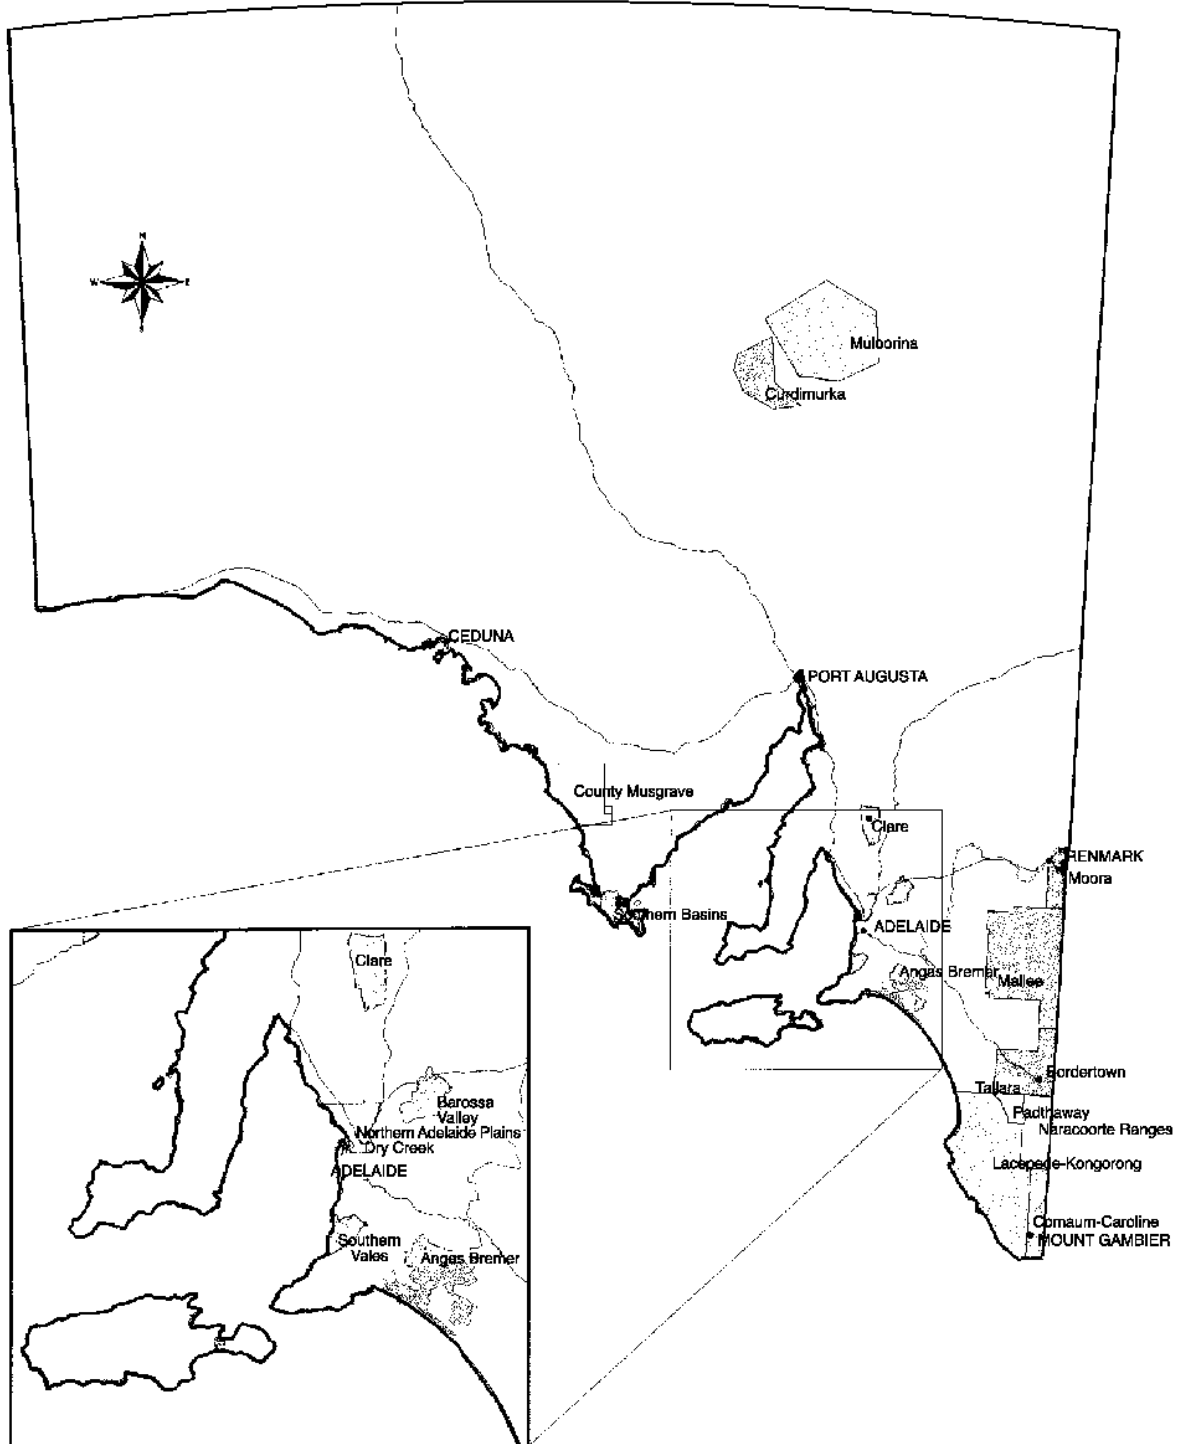 N
W E
S
Muloorina
Curdimurka
CEDUNA
PORT AUGUSTA
County Musgrave
Clare
RENMARK
Moora
Southern Basins
ADELAIDE
Angas Bremer
Mallee
Bordertown
Tatiara
Padthaway
Naracoorte Ranges
Lacepede-Kongorong
Comaum-Caroline
MOUNT GAMBIER
Clare
Barossa
Valley
Northern Adelaide Plains
Dry Creek
ADELAIDE
Southern
Vales
Angas Bremer